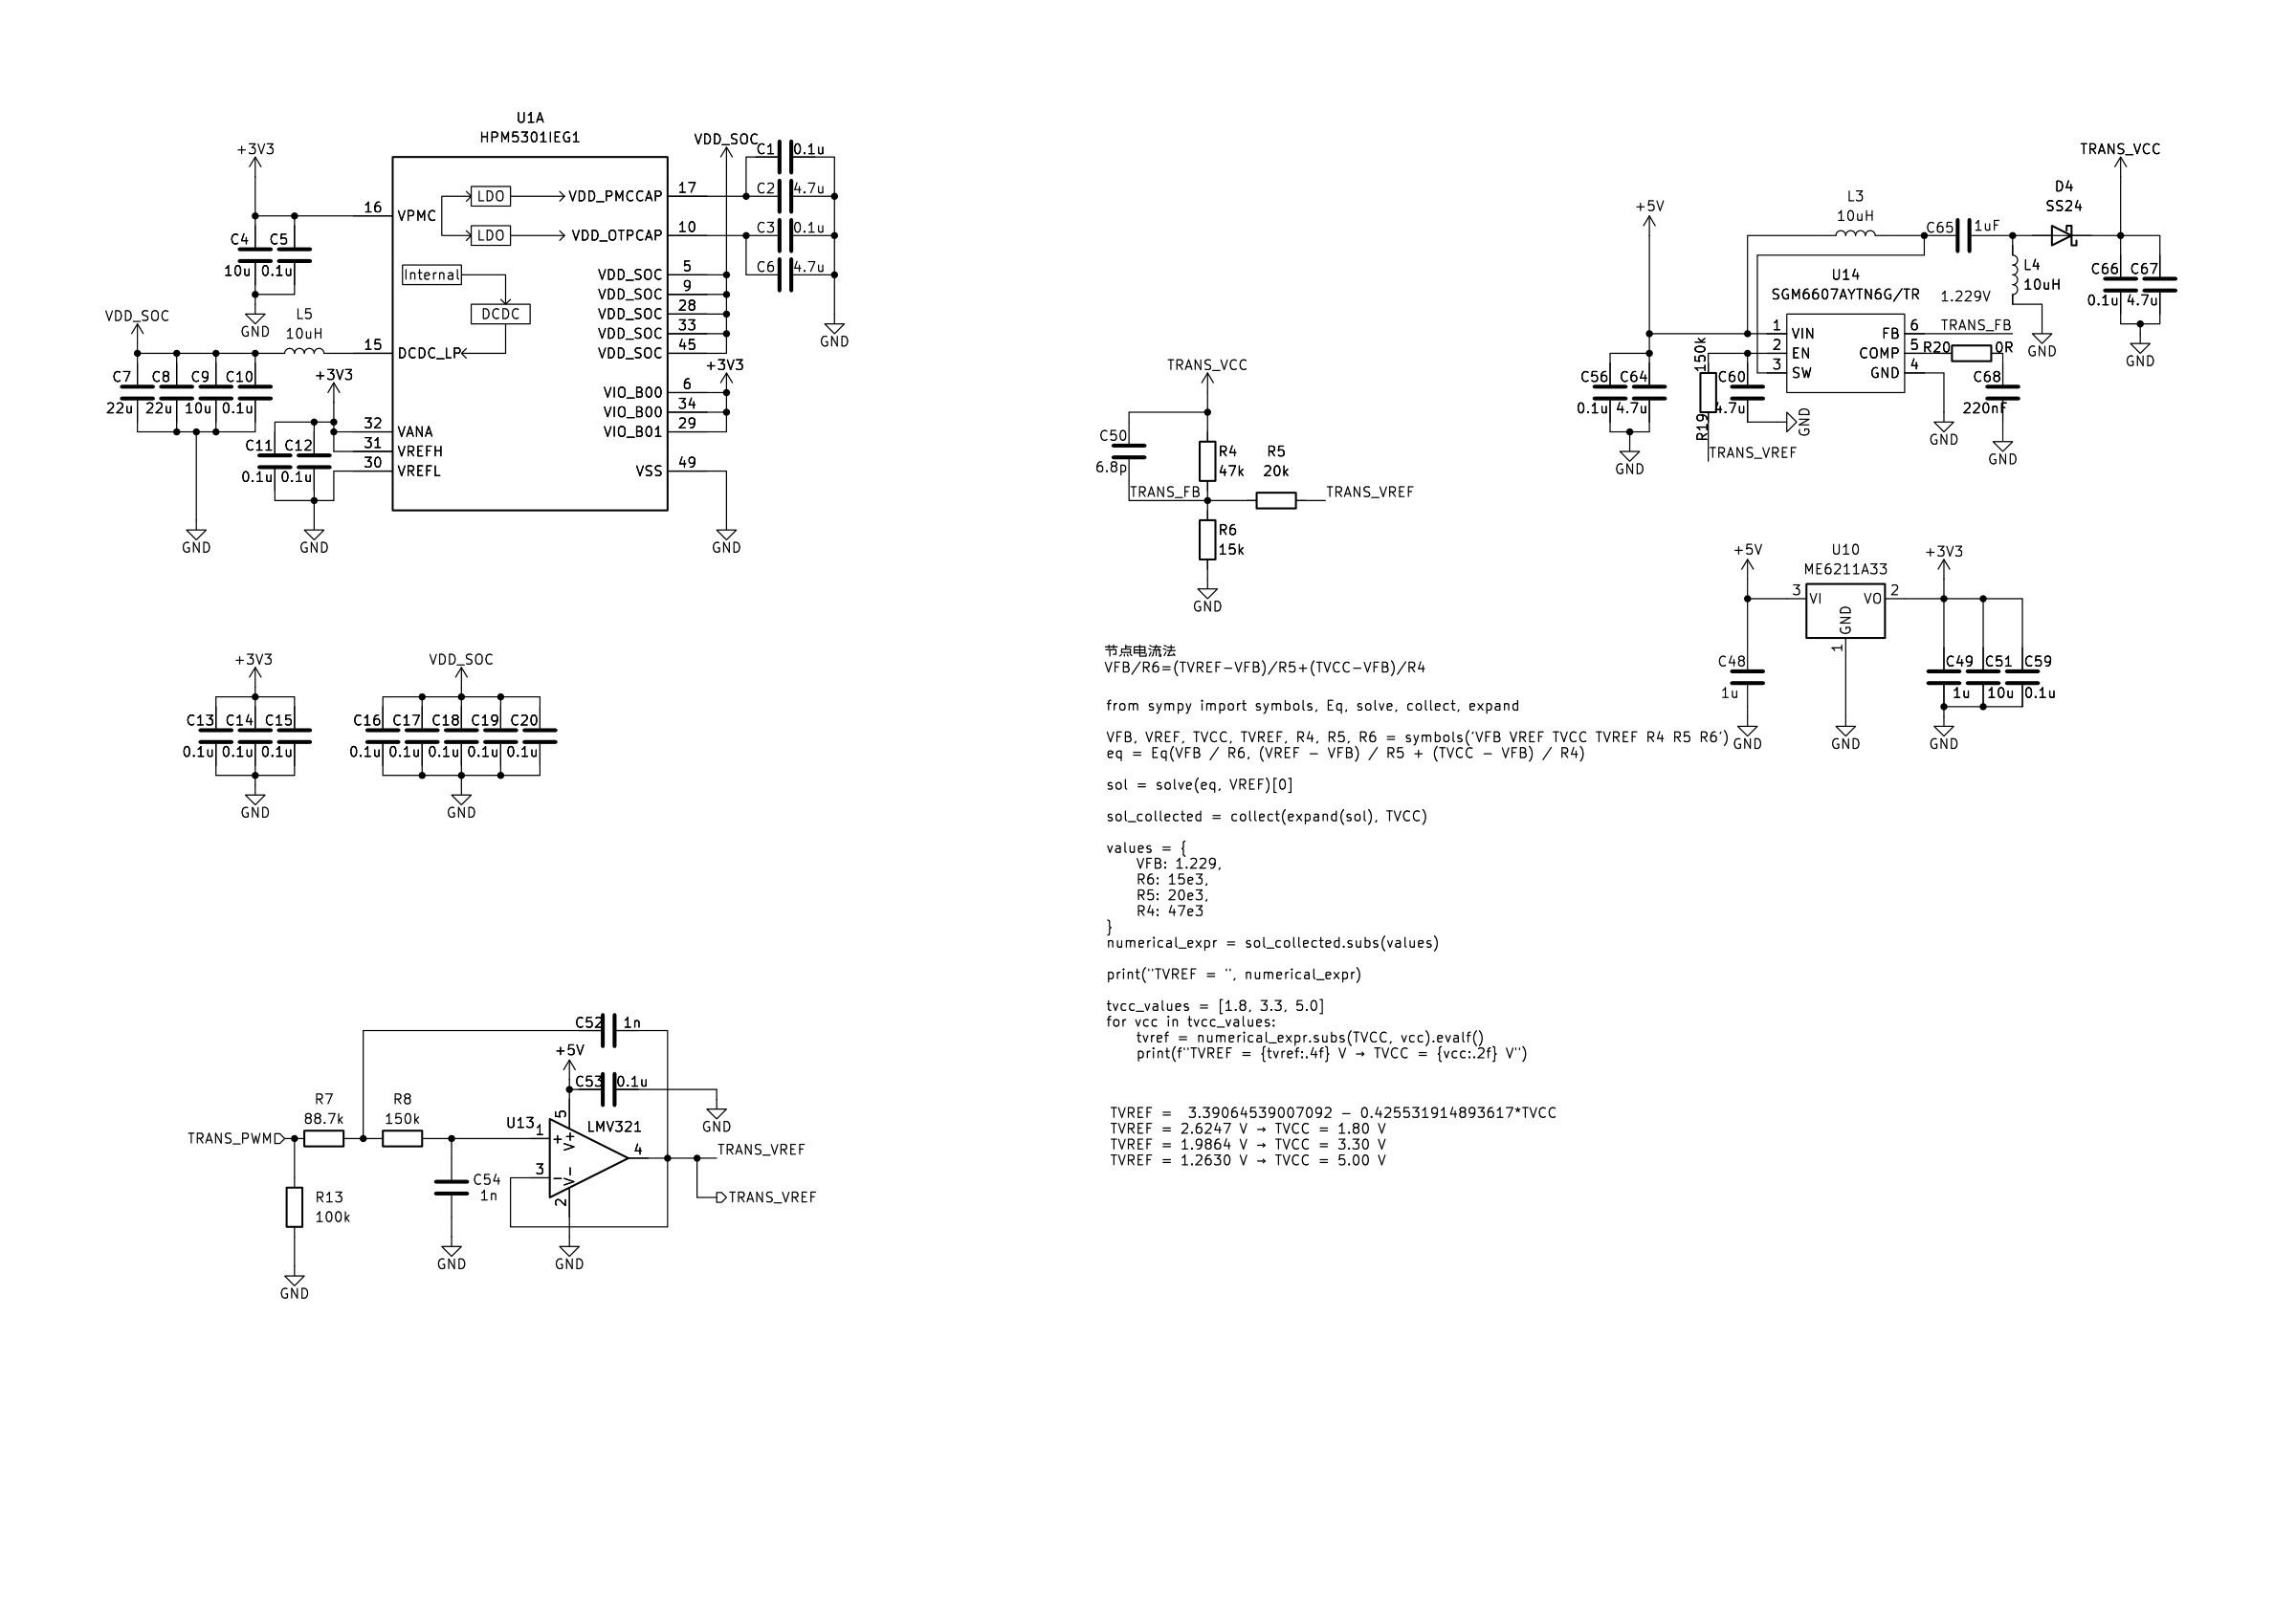 U1A
HPM5301IEG1
+3V3
VDD_SOC
C1 0.1u
C2 4.7u
C3 0.1u
C6 4.7u
GND
16 VPMC
LDO
VDD_PMCCAP 17
LDO
VDD_OTPCAP 10
Internal
DCDC
VDD_SOC 5
VDD_SOC 9
VDD_SOC 28
VDD_SOC 33
VDD_SOC 45
15 DCDC_LP
+3V3
VIO_B00 6
VIO_B00 34
VIO_B01 29
32 VANA
31 VREFH
30 VREFL
VSS 49
GND
C4 C5
10u 0.1u
GND
VDD_SOC
L5
10uH
C7 C8 C9 C10
22u 22u 10u 0.1u
GND
+3V3
C11 C12
0.1u 0.1u
GND
+3V3
C13 C14 C15
0.1u 0.1u 0.1u
GND
VDD_SOC
C16 C17 C18 C19 C20
0.1u 0.1u 0.1u 0.1u 0.1u
GND
C52 1n
+5V
C53 0.1u
GND
R7
88.7k
R8
150k
TRANS_PWM
U13
LMV321
1 +
3 -
5 V+
2 V-
4
TRANS_VREF
TRANS_VREF
C54
1n
R13
100k
GND
GND
GND
TRANS_VCC
C50
6.8p
R4
47k
R5
20k
TRANS_FB
TRANS_VREF
R6
15k
GND
节点电流法
VFB/R6=(TVREF-VFB)/R5+(TVCC-VFB)/R4
from sympy import symbols, Eq, solve, collect, expand
VFB, VREF, TVCC, TVREF, R4, R5, R6 = symbols('VFB VREF TVCC TVREF R4 R5 R6')
eq = Eq(VFB / R6, (VREF - VFB) / R5 + (TVCC - VFB) / R4)
sol = solve(eq, VREF)[0]
sol_collected = collect(expand(sol), TVCC)
values = {
VFB: 1.229,
R6: 15e3,
R5: 20e3,
R4: 47e3
}
numerical_expr = sol_collected.subs(values)
print("TVREF = ", numerical_expr)
tvcc_values = [1.8, 3.3, 5.0]
for vcc in tvcc_values:
tvref = numerical_expr.subs(TVCC, vcc).evalf()
print(f"TVREF = {tvref:.4f} V → TVCC = {vcc:.2f} V")
TVREF = 3.39064539007092 - 0.425531914893617*TVCC
TVREF = 2.6247 V → TVCC = 1.80 V
TVREF = 1.9864 V → TVCC = 3.30 V
TVREF = 1.2630 V → TVCC = 5.00 V
TRANS_VCC
D4
SS24
L3
10uH
C65 1uF
+5V
L4
10uH
C66 C67
0.1u 4.7u
GND
GND
U14
SGM6607AYTN6G/TR
1.229V
1 VIN
2 EN
3 SW
FB 6
COMP 5
GND 4
TRANS_FB
R20 0R
C68
220nF
GND
GND
C56 C64
0.1u 4.7u
GND
R19 150k
C60
4.7u
GND
TRANS_VREF
+5V
U10
ME6211A33
+3V3
3 VI
VO 2
GND
1
C48
1u
C49 C51 C59
1u 10u 0.1u
GND
GND
GND